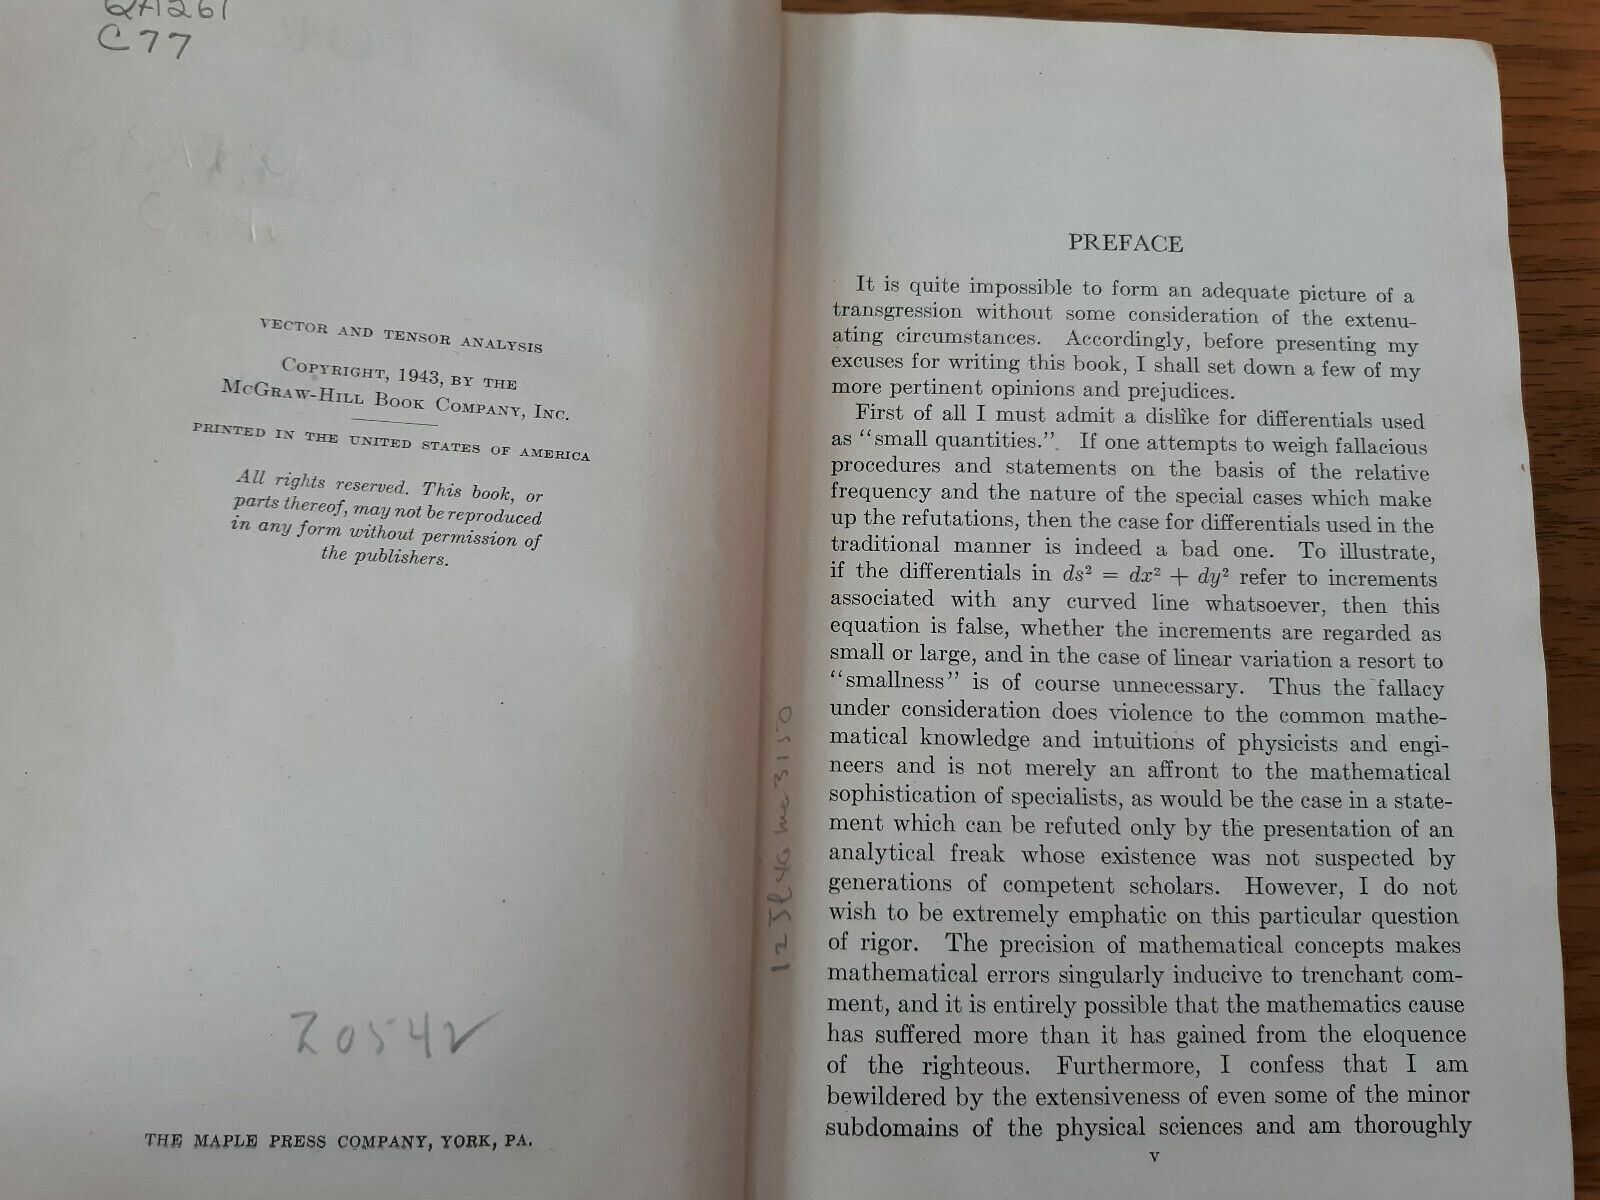 QA261
C77
VECTOR AND TENSOR ANALYSIS
COPYRIGHT, 1943, BY THE
MCGRAW-HILL BOOK COMPANY, INC.
PRINTED IN THE UNITED STATES OF AMERICA
All rights reserved. This book, or
parts thereof, may not be reproduced
in any form without permission of
the publishers.
20542
THE MAPLE PRESS COMPANY, YORK, PA.
PREFACE
It is quite impossible to form an adequate picture of a
transgression without some consideration of the extenu-
ating circumstances. Accordingly, before presenting my
excuses for writing this book, I shall set down a few of my
more pertinent opinions and prejudices.
First of all I must admit a dislike for differentials used
as “small quantities.” If one attempts to weigh fallacious
procedures and statements on the basis of the relative
frequency and the nature of the special cases which make
up the refutations, then the case for differentials used in the
traditional manner is indeed a bad one. To illustrate,
if the differentials in ds² = dx² + dy² refer to increments
associated with any curved line whatsoever, then this
equation is false, whether the increments are regarded as
small or large, and in the case of linear variation a resort to
“smallness” is of course unnecessary. Thus the fallacy
under consideration does violence to the common mathe-
matical knowledge and intuitions of physicists and engi-
neers and is not merely an affront to the mathematical
sophistication of specialists, as would be the case in a state-
ment which can be refuted only by the presentation of an
analytical freak whose existence was not suspected by
generations of competent scholars. However, I do not
wish to be extremely emphatic on this particular question
of rigor. The precision of mathematical concepts makes
mathematical errors singularly inducive to trenchant com-
ment, and it is entirely possible that the mathematics cause
has suffered more than it has gained from the eloquence
of the righteous. Furthermore, I confess that I am
bewildered by the extensiveness of even some of the minor
subdomains of the physical sciences and am thoroughly
v